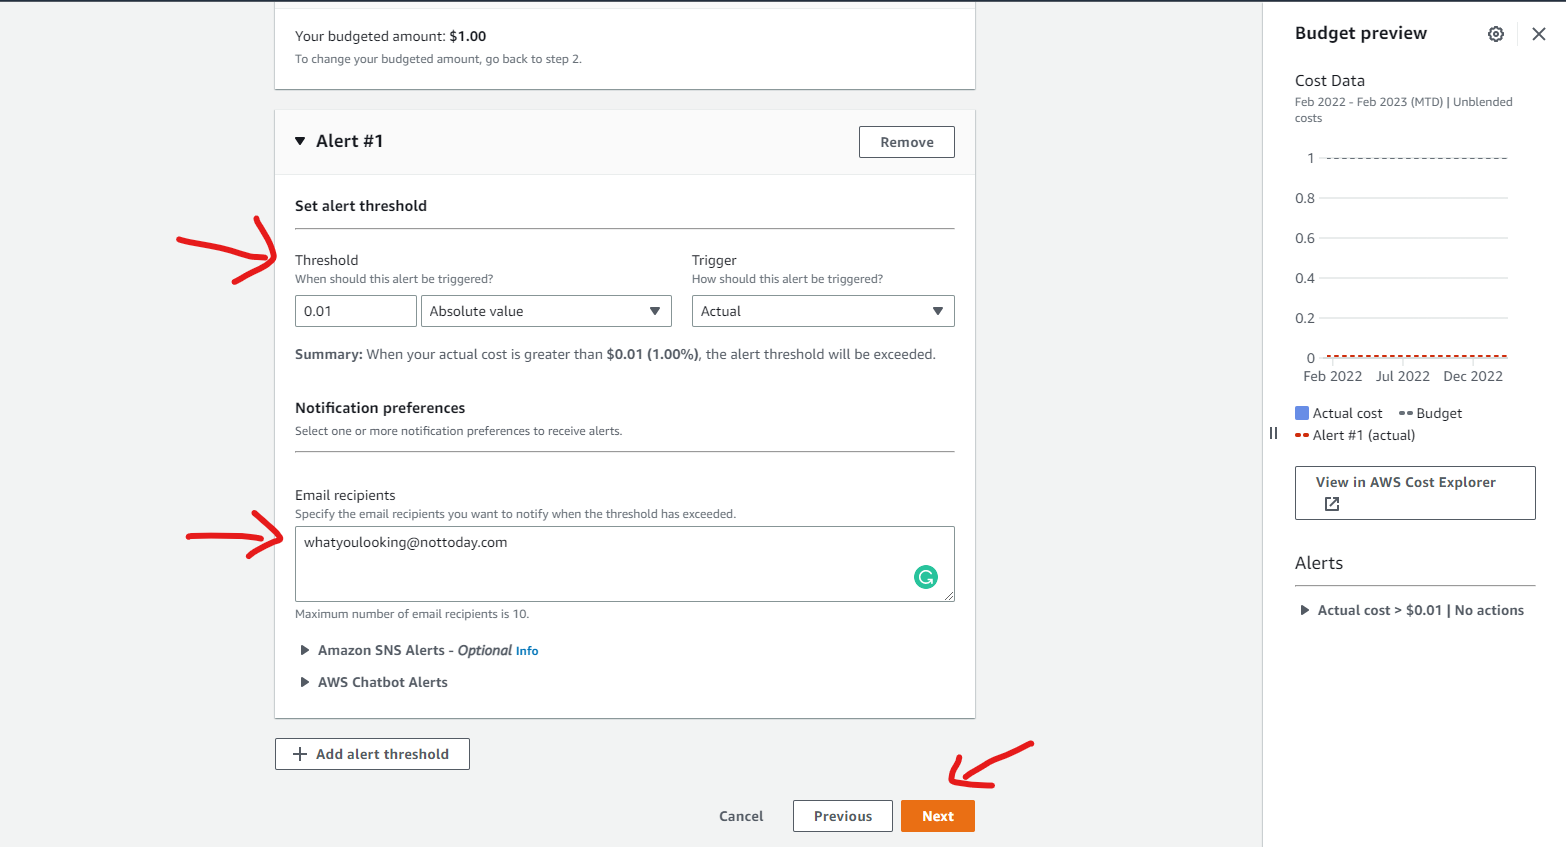 Your budgeted amount: $1.00
To change your budgeted amount, go back to step 2.
Alert #1
Remove
Set alert threshold
Threshold
When should this alert be triggered?
0.01
Absolute value
Trigger
How should this alert be triggered?
Actual
Summary: When your actual cost is greater than $0.01 (1.00%), the alert threshold will be exceeded.
Notification preferences
Select one or more notification preferences to receive alerts.
Email recipients
Specify the email recipients you want to notify when the threshold has exceeded.
whatyoulooking@nottoday.com
Maximum number of email recipients is 10.
Amazon SNS Alerts - Optional Info
AWS Chatbot Alerts
Add alert threshold
Cancel
Previous
Next
Budget preview
Cost Data
Feb 2022 - Feb 2023 (MTD) | Unblended
costs
1
0.8
0.6
0.4
0.2
0
Feb 2022 Jul 2022 Dec 2022
Actual cost Budget
Alert #1 (actual)
View in AWS Cost Explorer
Alerts
Actual cost > $0.01 | No actions